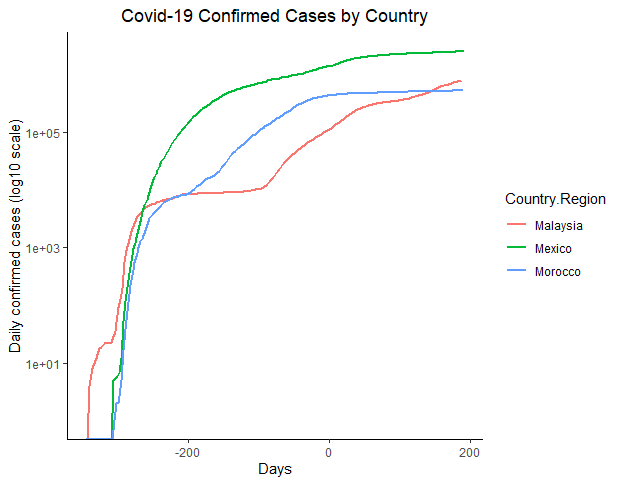 Covid-19 Confirmed Cases by Country
Daily confirmed cases (log10 scale)
1e+05
1e+03
1e+01
-200
0
200
Days
Country.Region
Malaysia
Mexico
Morocco